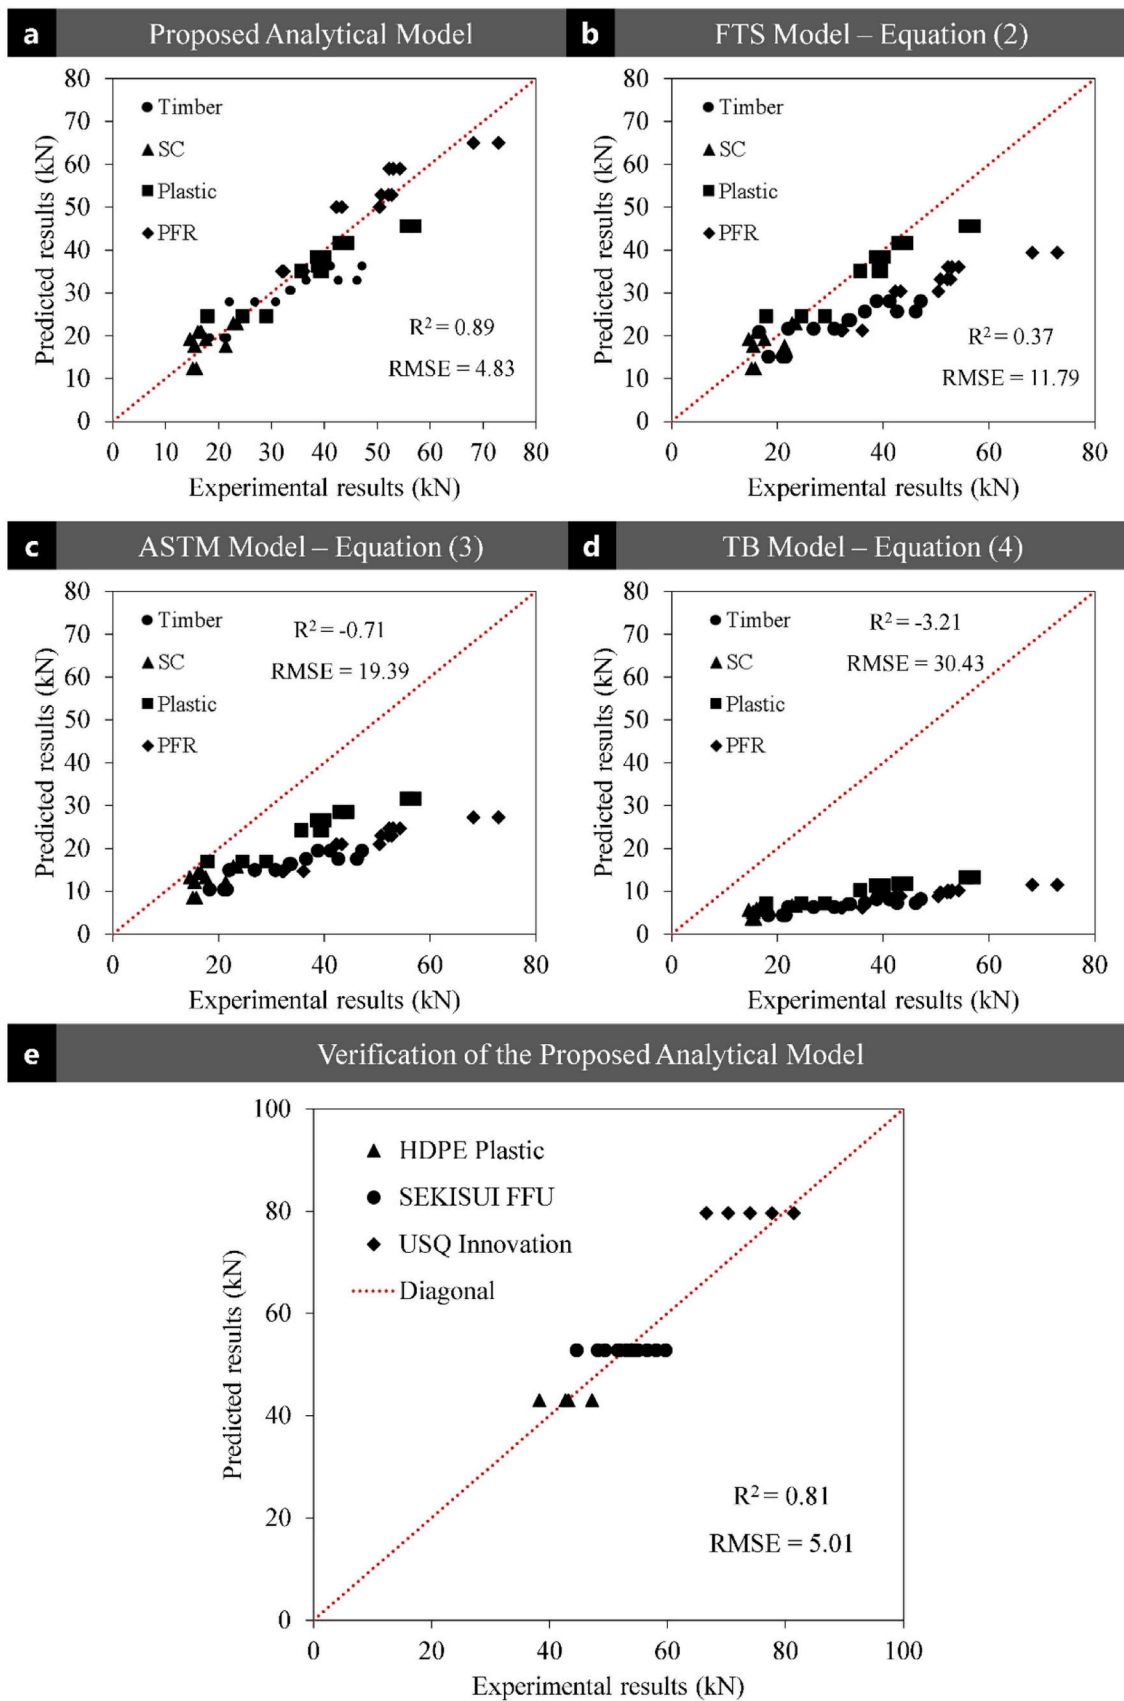 a Proposed Analytical Model
Predicted results (kN)
80
70
60
50
40
30
20
10
0
Timber
SC
Plastic
PFR
R² = 0.89
RMSE = 4.83
0 10 20 30 40 50 60 70 80
Experimental results (kN)
b FTS Model – Equation (2)
Predicted results (kN)
80
70
60
50
40
30
20
10
0
Timber
SC
Plastic
PFR
R² = 0.37
RMSE = 11.79
0 20 40 60 80
Experimental results (kN)
c ASTM Model – Equation (3)
Predicted results (kN)
80
70
60
50
40
30
20
10
0
Timber
SC
Plastic
PFR
R² = -0.71
RMSE = 19.39
0 20 40 60 80
Experimental results (kN)
d TB Model – Equation (4)
Predicted results (kN)
80
70
60
50
40
30
20
10
0
Timber
SC
Plastic
PFR
R² = -3.21
RMSE = 30.43
0 20 40 60 80
Experimental results (kN)
e Verification of the Proposed Analytical Model
Predicted results (kN)
100
80
60
40
20
0
HDPE Plastic
SEKISUI FFU
USQ Innovation
Diagonal
R² = 0.81
RMSE = 5.01
0 20 40 60 80 100
Experimental results (kN)